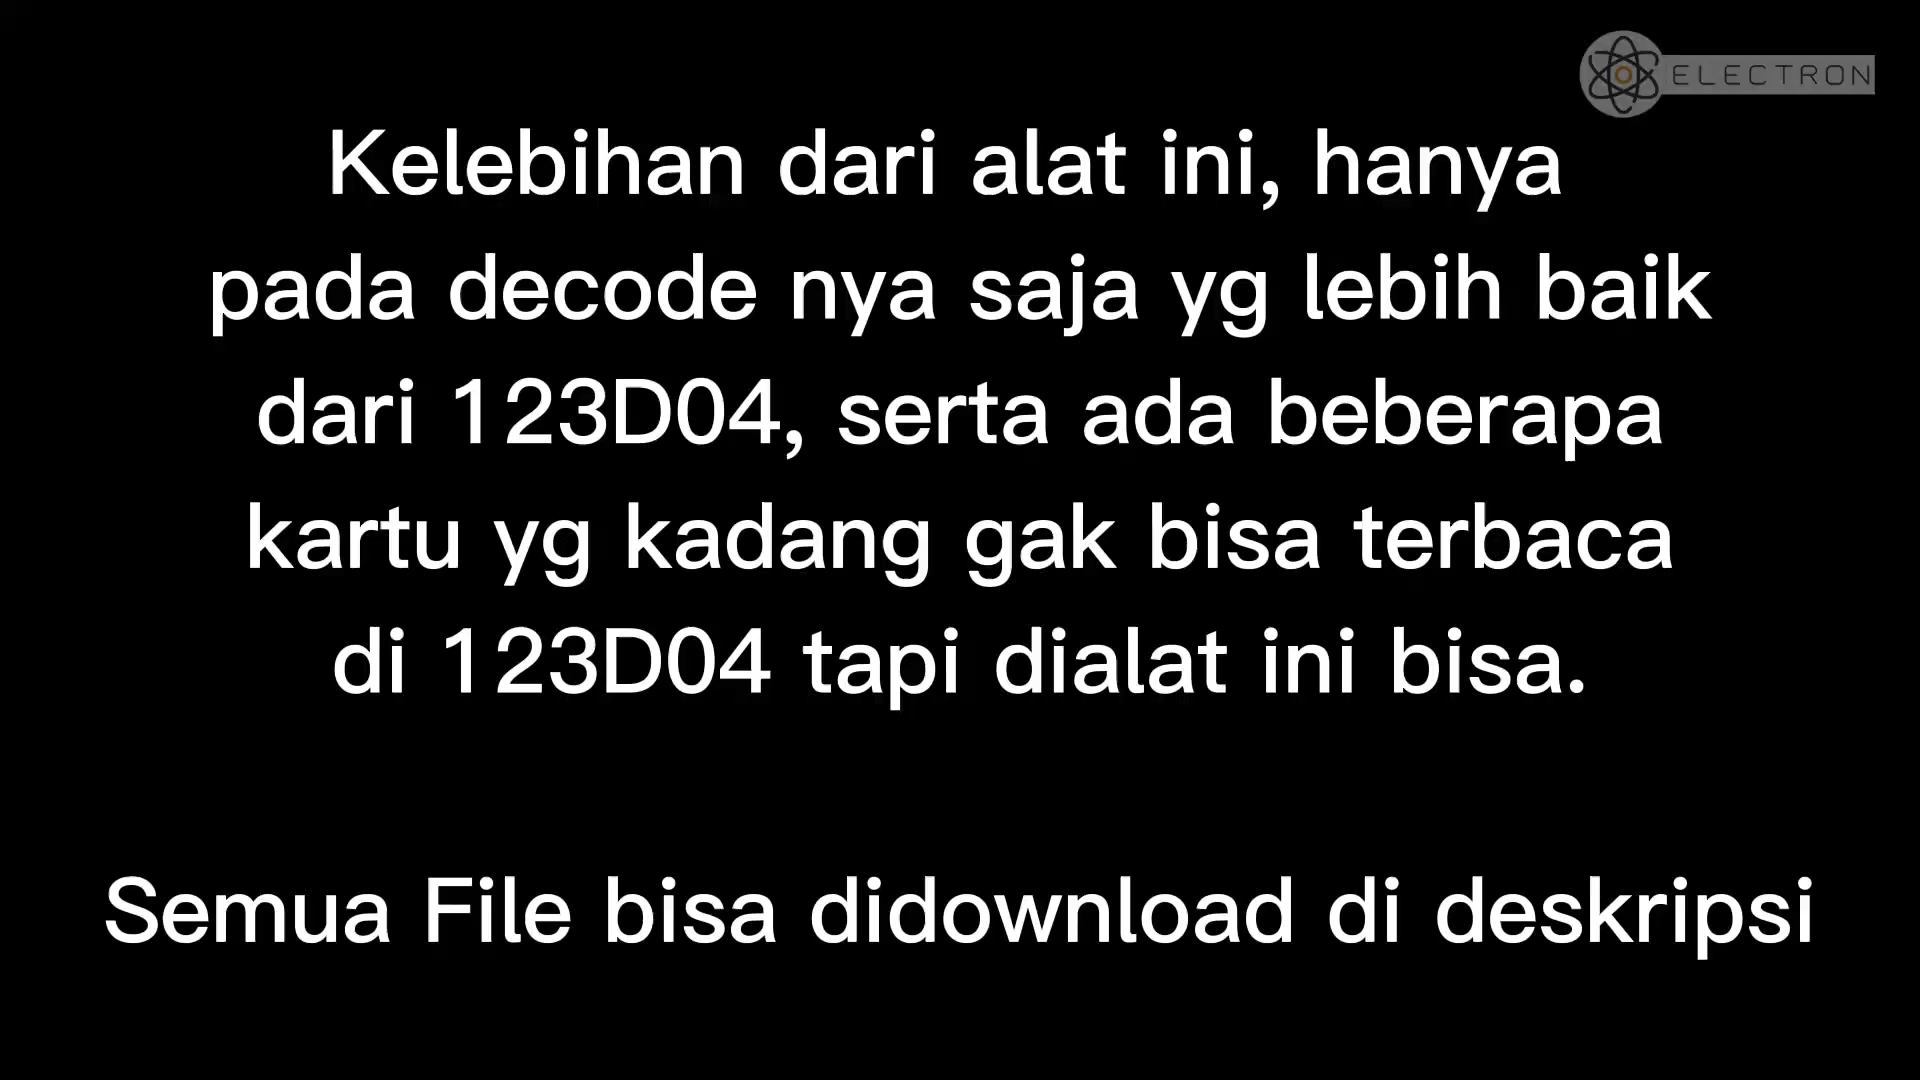 ELECTRON
Kelebihan dari alat ini, hanya
pada decode nya saja yg lebih baik
dari 123D04, serta ada beberapa
kartu yg kadang gak bisa terbaca
di 123D04 tapi dialat ini bisa.
Semua File bisa didownload di deskripsi